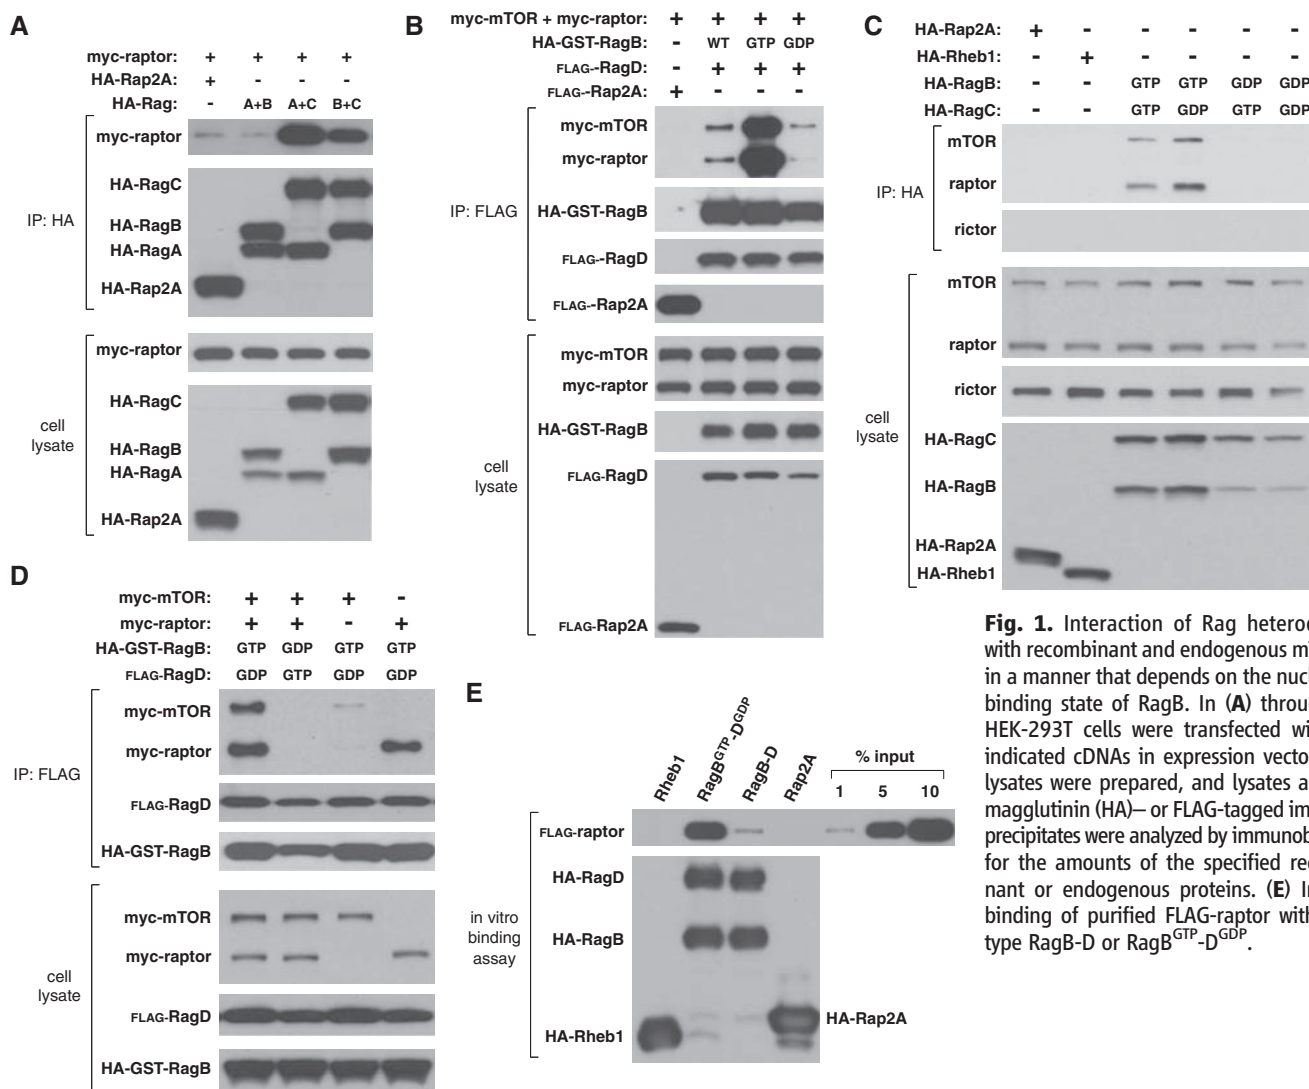 A
myc-raptor: + + + +
HA-Rap2A: + - - -
HA-Rag: - A+B A+C B+C
myc-raptor
IP: HA
HA-RagC
HA-RagB
HA-RagA
HA-Rap2A
myc-raptor
cell
lysate
HA-RagC
HA-RagB
HA-RagA
HA-Rap2A
B
myc-mTOR + myc-raptor: + + + +
HA-GST-RagB: - WT GTP GDP
FLAG--RagD: - + + +
FLAG--Rap2A: + - - -
myc-mTOR
myc-raptor
IP: FLAG
HA-GST-RagB
FLAG--RagD
FLAG--Rap2A
myc-mTOR
myc-raptor
HA-GST-RagB
cell
lysate
FLAG-RagD
FLAG-Rap2A
C
HA-Rap2A: + - - - - -
HA-Rheb1: - + - - - -
HA-RagB: - - GTP GTP GDP GDP
HA-RagC: - - GTP GDP GTP GDP
mTOR
IP: HA
raptor
rictor
mTOR
raptor
rictor
cell
lysate
HA-RagC
HA-RagB
HA-Rap2A
HA-Rheb1
D
myc-mTOR: + + + -
myc-raptor: + + - +
HA-GST-RagB: GTP GDP GTP GTP
FLAG-RagD: GDP GTP GDP GDP
myc-mTOR
myc-raptor
IP: FLAG
FLAG-RagD
HA-GST-RagB
myc-mTOR
myc-raptor
cell
lysate
FLAG-RagD
HA-GST-RagB
E
Rheb1
RagB^GTP-D^GDP
RagB-D
Rap2A
% input
1 5 10
FLAG-raptor
HA-RagD
HA-RagB
in vitro
binding
assay
HA-Rheb1
HA-Rap2A
Fig. 1. Interaction of Rag heteroc
with recombinant and endogenous m
in a manner that depends on the nucl
binding state of RagB. In (A) throu
HEK-293T cells were transfected wi
indicated cDNAs in expression vecto
lysates were prepared, and lysates a
magglutinin (HA)– or FLAG-tagged im
precipitates were analyzed by immunob
for the amounts of the specified rec
nant or endogenous proteins. (E) In
binding of purified FLAG-raptor with
type RagB-D or RagB^GTP-D^GDP.